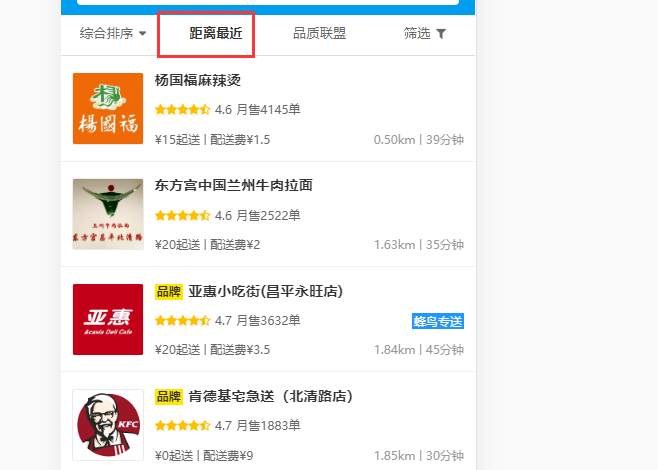 综合排序 距离最近 品质联盟 筛选
楊國福
杨国福麻辣烫
4.6 月售4145单
¥15起送 | 配送费¥1.5 0.50km | 39分钟
东方宫中国兰州牛肉拉面
4.6 月售2522单
¥20起送 | 配送费¥2 1.63km | 35分钟
亚惠
Acasia Deli Cafe
品牌 亚惠小吃街(昌平永旺店)
4.7 月售3632单 蜂鸟专送
¥20起送 | 配送费¥3.5 1.84km | 45分钟
KFC
品牌 肯德基宅急送（北清路店）
4.7 月售1883单
¥0起送 | 配送费¥9 1.85km | 30分钟